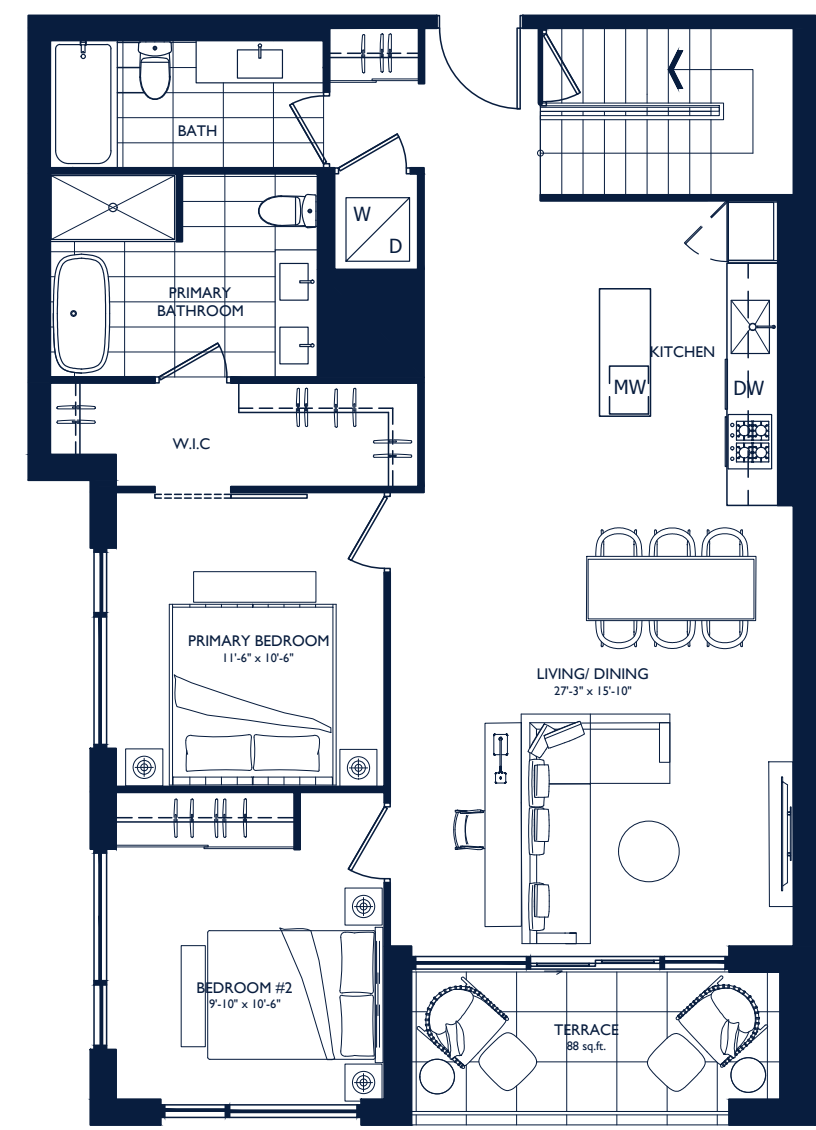 BATH
W
D
PRIMARY
BATHROOM
KITCHEN
MW
DW
W.I.C
PRIMARY BEDROOM
11'-6" x 10'-6"
LIVING/ DINING
27'-3" x 15'-10"
BEDROOM #2
9'-10" x 10'-6"
TERRACE
88 sq.ft.